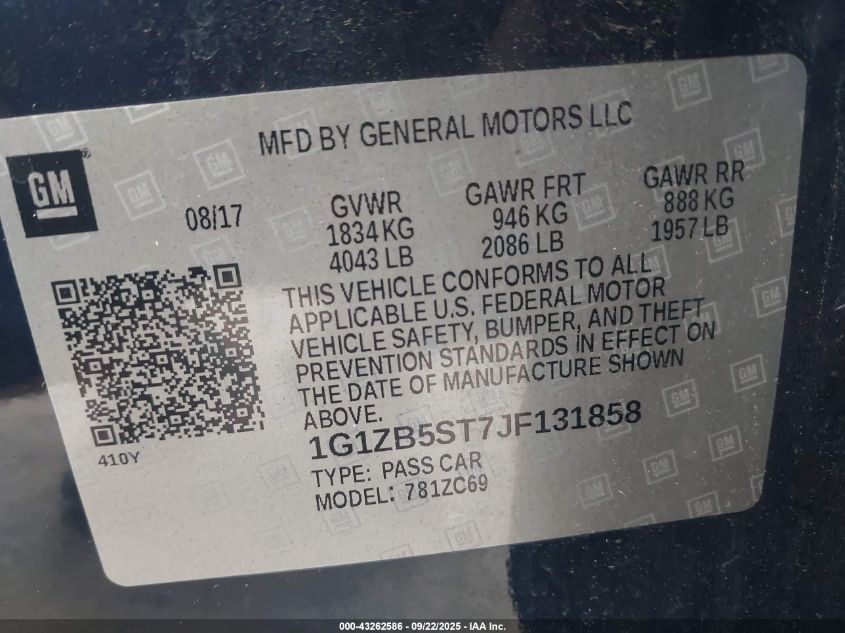 MFD BY GENERAL MOTORS LLC
GM
®
08/17
GVWR
1834 KG
4043 LB
GAWR FRT
946 KG
2086 LB
GAWR RR
888 KG
1957 LB
THIS VEHICLE CONFORMS TO ALL
APPLICABLE U.S. FEDERAL MOTOR
VEHICLE SAFETY, BUMPER, AND THEFT
PREVENTION STANDARDS IN EFFECT ON
THE DATE OF MANUFACTURE SHOWN
ABOVE.
1G1ZB5ST7JF131858
410Y
TYPE: PASS CAR
MODEL: 781ZC69
000-43262586 - 09/22/2025 - IAA Inc.